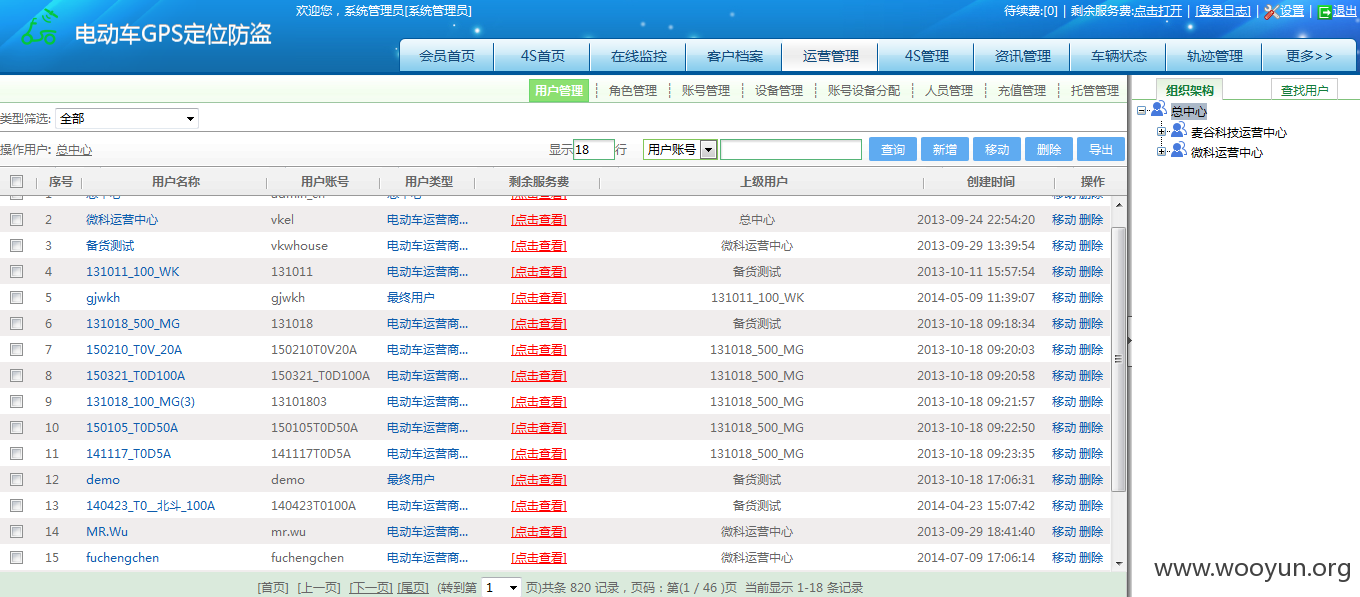 欢迎您，系统管理员[系统管理员]
待续费:[0] | 剩余服务费:点击打开 | [登录日志] | 设置 | 退出
电动车GPS定位防盗
会员首页 4S首页 在线监控 客户档案 运营管理 4S管理 资讯管理 车辆状态 轨迹管理 更多>>
用户管理 角色管理 账号管理 设备管理 账号设备分配 人员管理 充值管理 托管管理
组织架构 查找用户
总中心
麦谷科技运营中心
微科运营中心
类型筛选: 全部
操作用户: 总中心 显示 18 行 用户账号 查询 新增 移动 删除 导出
序号 用户名称 用户账号 用户类型 剩余服务费 上级用户 创建时间 操作
2 微科运营中心 vkel 电动车运营商... [点击查看] 总中心 2013-09-24 22:54:20 移动 删除
3 备货测试 vkwhouse 电动车运营商... [点击查看] 微科运营中心 2013-09-29 13:39:54 移动 删除
4 131011_100_WK 131011 电动车运营商... [点击查看] 备货测试 2013-10-11 15:57:54 移动 删除
5 gjwkh gjwkh 最终用户 [点击查看] 131011_100_WK 2014-05-09 11:39:07 移动 删除
6 131018_500_MG 131018 电动车运营商... [点击查看] 备货测试 2013-10-18 09:18:34 移动 删除
7 150210_T0V_20A 150210T0V20A 电动车运营商... [点击查看] 131018_500_MG 2013-10-18 09:20:03 移动 删除
8 150321_T0D100A 150321_T0D100A 电动车运营商... [点击查看] 131018_500_MG 2013-10-18 09:20:58 移动 删除
9 131018_100_MG(3) 13101803 电动车运营商... [点击查看] 131018_500_MG 2013-10-18 09:21:57 移动 删除
10 150105_T0D50A 150105T0D50A 电动车运营商... [点击查看] 131018_500_MG 2013-10-18 09:22:50 移动 删除
11 141117_T0D5A 141117T0D5A 电动车运营商... [点击查看] 131018_500_MG 2013-10-18 09:23:35 移动 删除
12 demo demo 最终用户 [点击查看] 备货测试 2013-10-18 17:06:31 移动 删除
13 140423_T0__北斗_100A 140423T0100A 电动车运营商... [点击查看] 备货测试 2014-04-23 15:07:42 移动 删除
14 MR.Wu mr.wu 电动车运营商... [点击查看] 微科运营中心 2013-09-29 18:41:40 移动 删除
15 fuchengchen fuchengchen 电动车运营商... [点击查看] 微科运营中心 2014-07-09 17:06:14 移动 删除
[首页] [上一页] [下一页] [尾页] (转到第 1 页)共条 820 记录，页码：第(1 / 46 )页 当前显示 1-18 条记录
www.wooyun.org